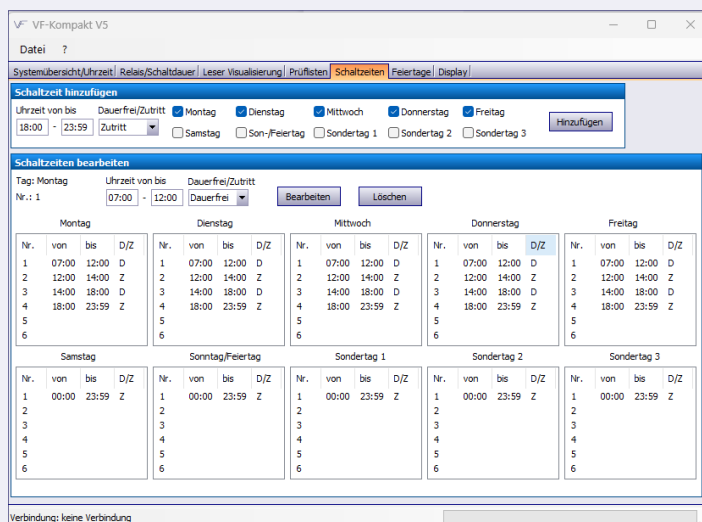 VF-Kompakt V5
Datei ?
Systemübersicht/Uhrzeit Relais/Schaltdauer Leser Visualisierung Prüflisten Schaltzeiten Feiertage Display
Schaltzeit hinzufügen
Uhrzeit von bis Dauerfrei/Zutritt Montag Dienstag Mittwoch Donnerstag Freitag
18:00 - 23:59 Zutritt Samstag Son-/Feiertag Sondertag 1 Sondertag 2 Sondertag 3 Hinzufügen
Schaltzeiten bearbeiten
Tag: Montag Uhrzeit von bis Dauerfrei/Zutritt
Nr.: 1 07:00 - 12:00 Dauerfrei Bearbeiten Löschen
Montag Dienstag Mittwoch Donnerstag Freitag
Nr. von bis D/Z Nr. von bis D/Z Nr. von bis D/Z Nr. von bis D/Z Nr. von bis D/Z
1 07:00 12:00 D 1 07:00 12:00 D 1 07:00 12:00 D 1 07:00 12:00 D 1 07:00 12:00 D
2 12:00 14:00 Z 2 12:00 14:00 Z 2 12:00 14:00 Z 2 12:00 14:00 Z 2 12:00 14:00 Z
3 14:00 18:00 D 3 14:00 18:00 D 3 14:00 18:00 D 3 14:00 18:00 D 3 14:00 18:00 D
4 18:00 23:59 Z 4 18:00 23:59 Z 4 18:00 23:59 Z 4 18:00 23:59 Z 4 18:00 23:59 Z
5 5 5 5 5
6 6 6 6 6
Samstag Sonntag/Feiertag Sondertag 1 Sondertag 2 Sondertag 3
Nr. von bis D/Z Nr. von bis D/Z Nr. von bis D/Z Nr. von bis D/Z Nr. von bis D/Z
1 00:00 23:59 Z 1 00:00 23:59 Z 1 00:00 23:59 Z 1 00:00 23:59 Z 1 00:00 23:59 Z
2 2 2 2 2
3 3 3 3 3
4 4 4 4 4
5 5 5 5 5
6 6 6 6 6
Verbindung: keine Verbindung